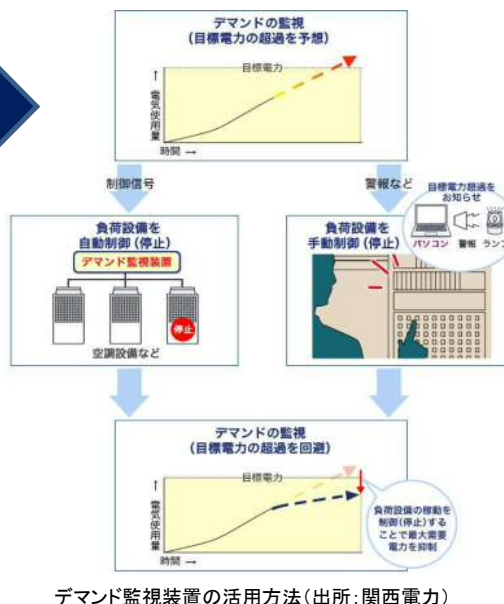 デマンドの監視
(目標電力の超過を予想)
目標電力
↑電気使用量
時間 →
制御信号
警報など
目標電力超過を
お知らせ
パソコン 警報 ランプ
負荷設備を
自動制御(停止)
デマンド監視装置
停止
空調設備など
負荷設備を
手動制御(停止)
デマンドの監視
(目標電力の超過を回避)
目標電力
↑電気使用量
時間 →
負荷設備の稼動を
制御(停止)する
ことで最大需要
電力を抑制
デマンド監視装置の活用方法(出所:関西電力)